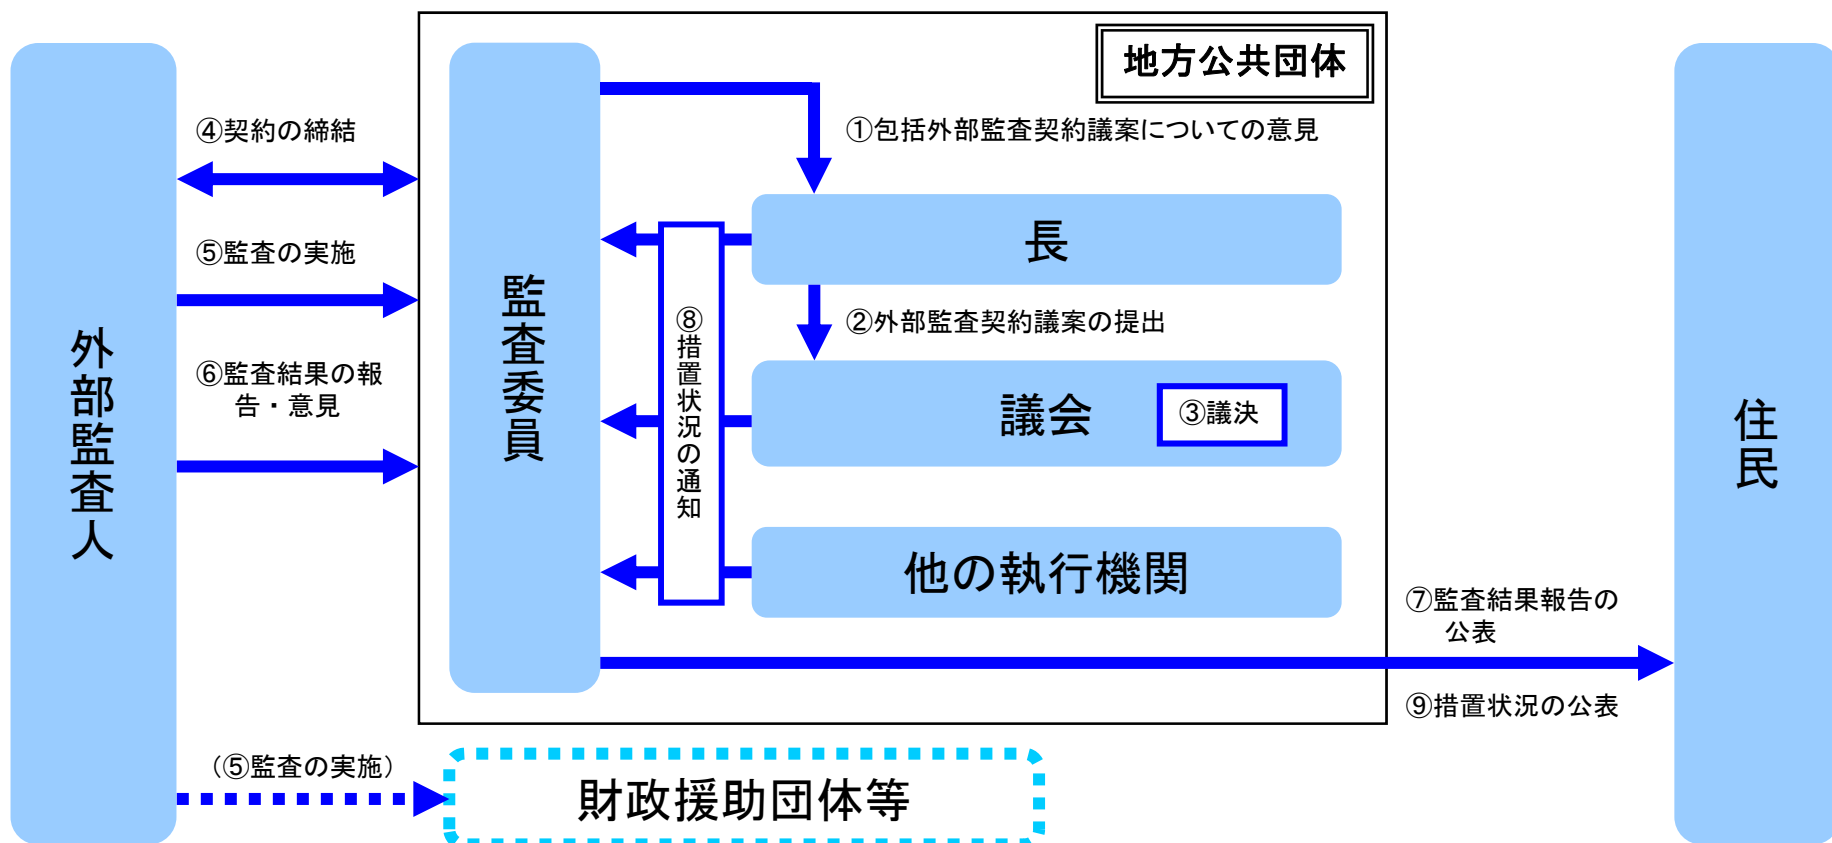 地方公共団体
④契約の締結
①包括外部監査契約議案についての意見
長
⑤監査の実施
②外部監査契約議案の提出
外部監査人
監査委員
⑧措置状況の通知
⑥監査結果の報
告・意見
議会
③議決
住民
他の執行機関
⑦監査結果報告の
公表
⑨措置状況の公表
（⑤監査の実施）
財政援助団体等